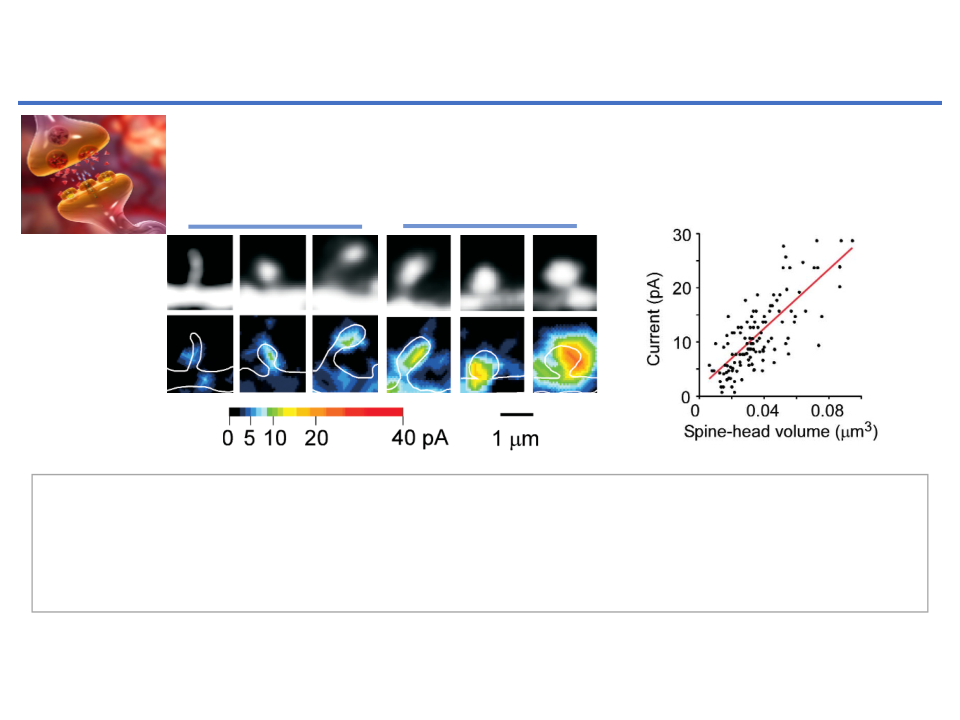 0 5 10 20 40 pA
1 μm
30
20
10
0
Current (pA)
0 0.04 0.08
Spine-head volume (μm3)